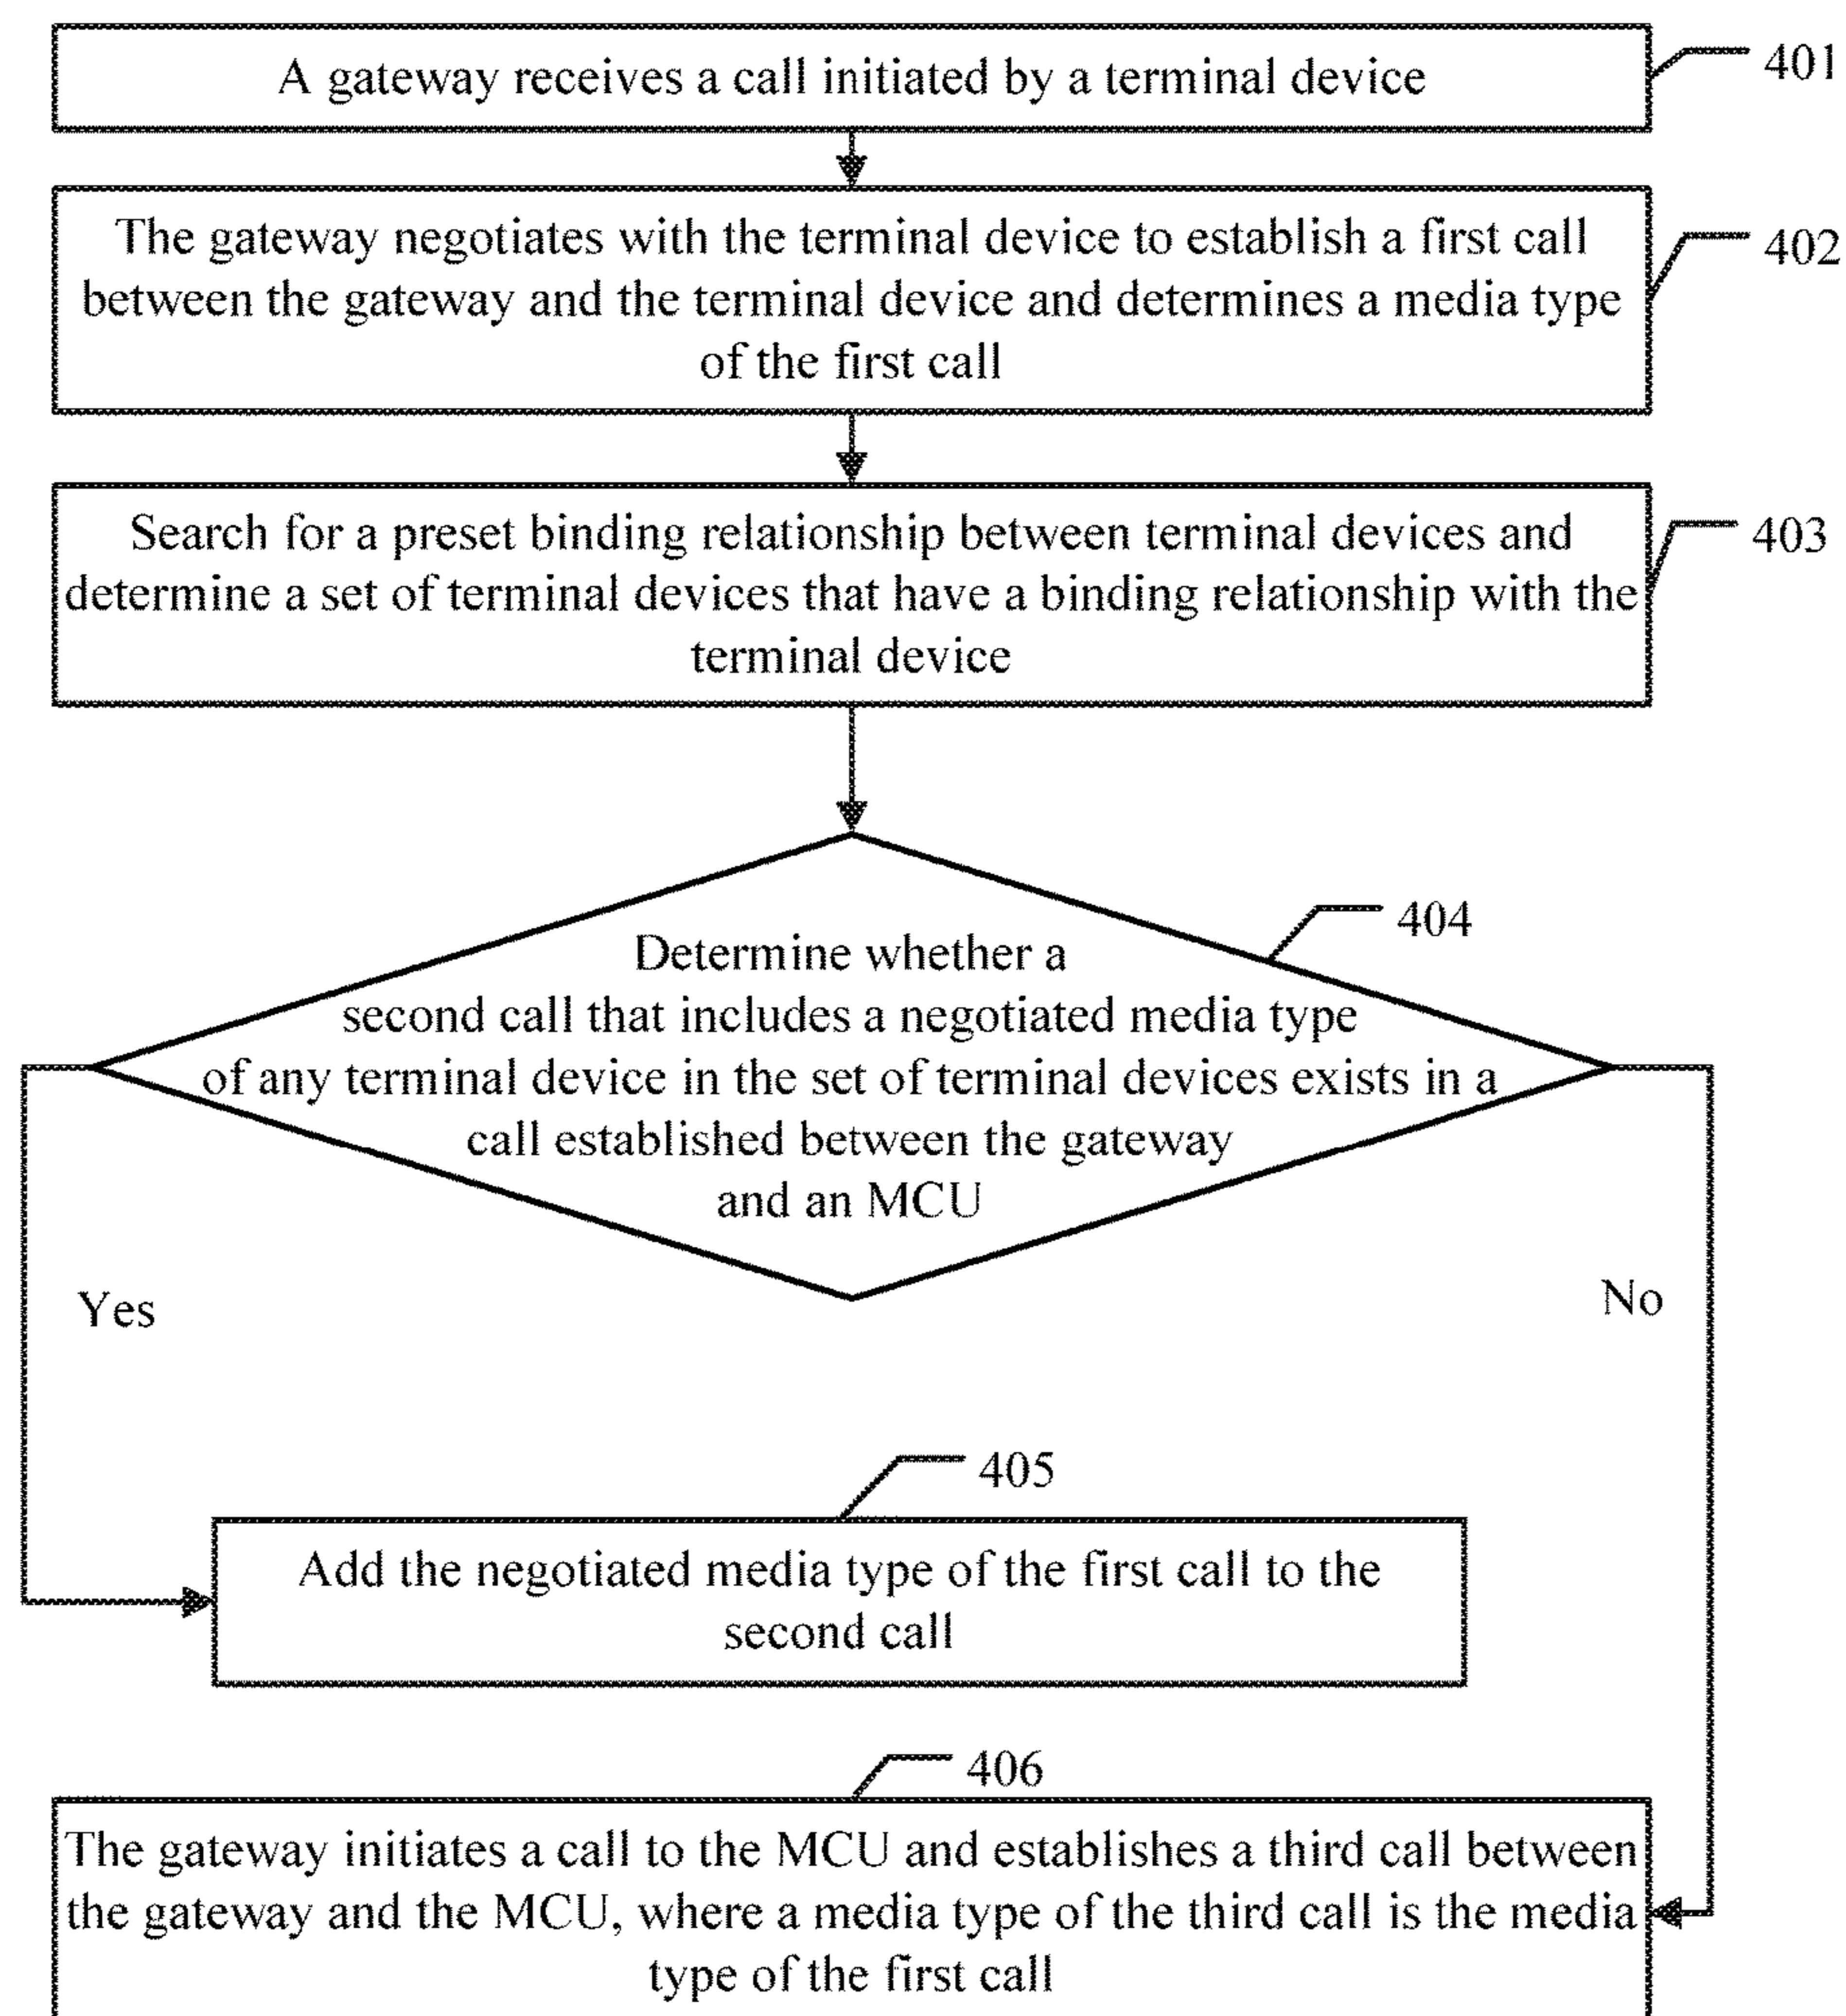 A gateway receives a call initiated by a terminal device
401
The gateway negotiates with the terminal device to establish a first call
between the gateway and the terminal device and determines a media type
of the first call
402
Search for a preset binding relationship between terminal devices and
determine a set of terminal devices that have a binding relationship with the
terminal device
403
404
Determine whether a
second call that includes a negotiated media type
of any terminal device in the set of terminal devices exists in a
call established between the gateway
and an MCU
Yes
No
405
Add the negotiated media type of the first call to the
second call
406
The gateway initiates a call to the MCU and establishes a third call between
the gateway and the MCU, where a media type of the third call is the media
type of the first call